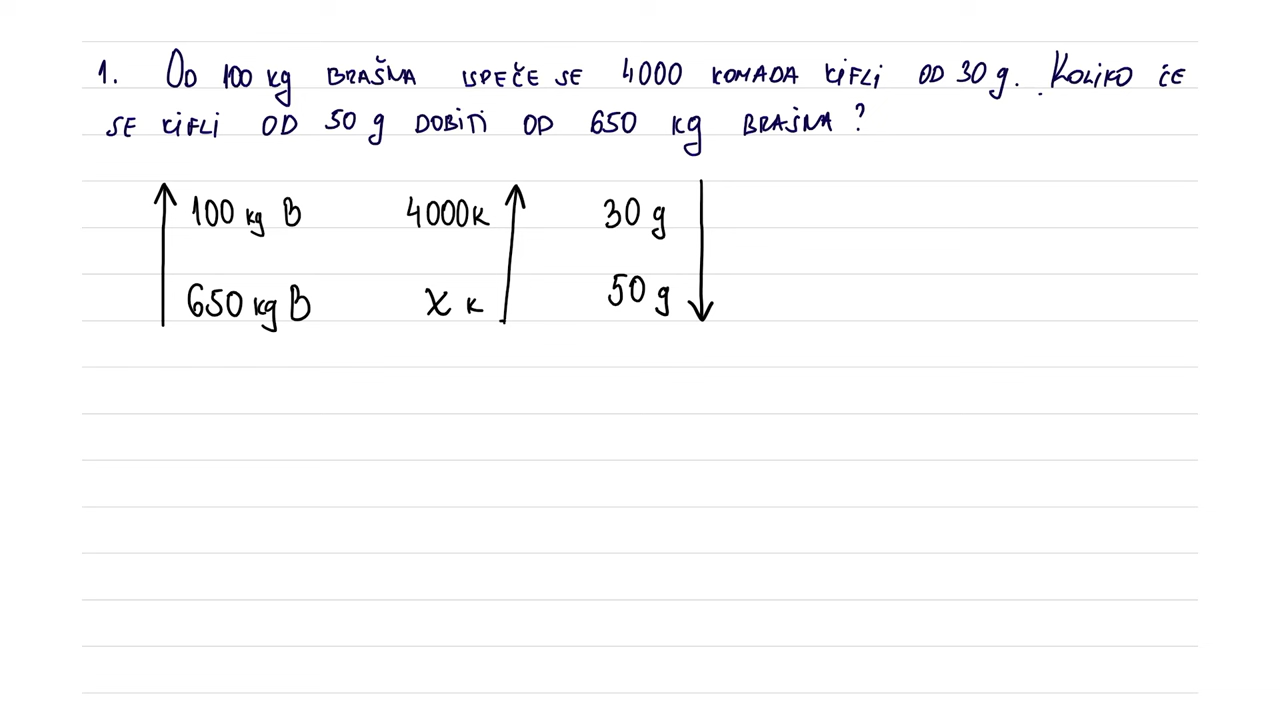 1. OD 100 kg BRAŠNA ISPEČE SE 4000 KOMADA KIFLI OD 30 g. KOLIKO ĆE
SE KIFLI OD 50 g DOBITI OD 650 kg BRAŠNA?
100 kg B 4000 K 30 g
650 kg B X K 50 g